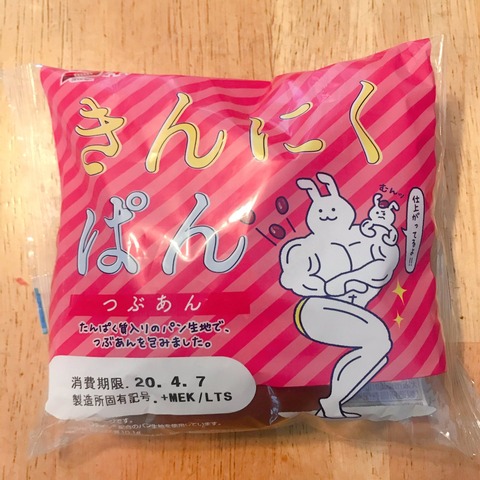 きんにく
ぱん
むんっ
仕上がってるよ!!
つぶあん
たんぱく質入りのパン生地で、
つぶあんを包みました。
消費期限. 20. 4. 7
製造所固有記号. +MEK/LTS